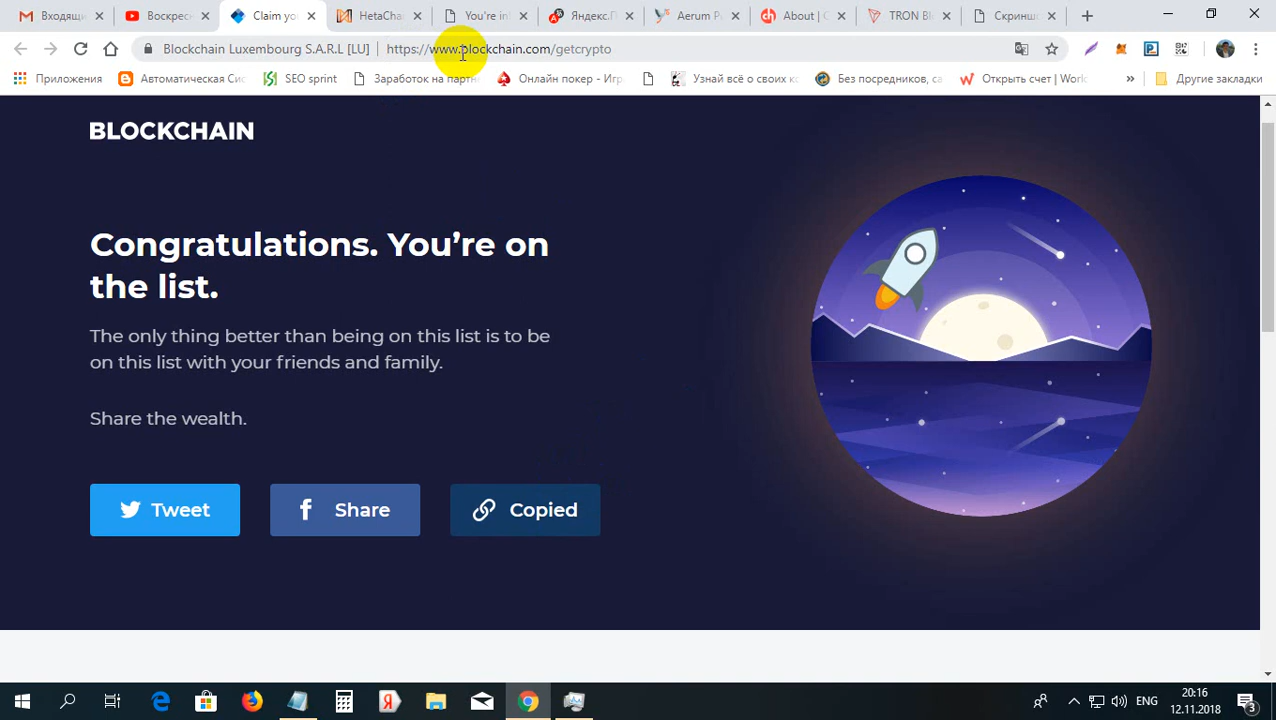 Входящи
Воскрес
Claim yo
HetaCha
You're in
Яндекс.П
Aerum P
About | C
TRON Bl
Скринш
Blockchain Luxembourg S.A.R.L [LU] | https://www.blockchain.com/getcrypto
Приложения
Автоматическая Сис
SEO sprint
Заработок на партн
Онлайн покер - Игр
Узнай всё о своих к
Без посредников, са
Открыть счет | Worl
»
Другие закладки
BLOCKCHAIN
Congratulations. You’re on
the list.
The only thing better than being on this list is to be
on this list with your friends and family.
Share the wealth.
Tweet
Share
Copied
ENG
20:16
12.11.2018
3